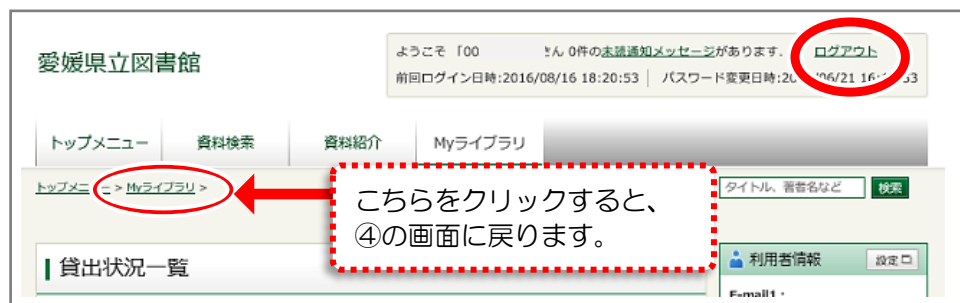 愛媛県立図書館
ようこそ 「00 さん 0件の未読通知メッセージがあります. ログアウト
前回ログイン日時:2016/08/16 18:20:53 | パスワード変更日時:
トップメニュー 資料検索 資料紹介 Myライブラリ
トップメニュー > Myライブラリ >
タイトル、著者名など 検索
こちらをクリックすると、
④の画面に戻ります。
貸出状況一覧
利用者情報 設定
E-mail1 :